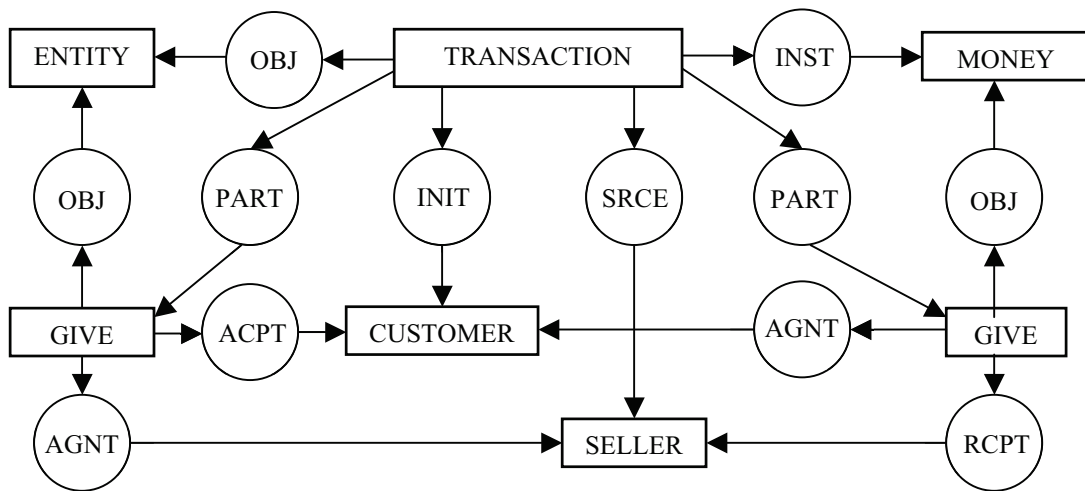 ENTITY
OBJ
TRANSACTION
INST
MONEY
OBJ
PART
INIT
SRCE
PART
OBJ
GIVE
ACPT
CUSTOMER
AGNT
GIVE
AGNT
SELLER
RCPT